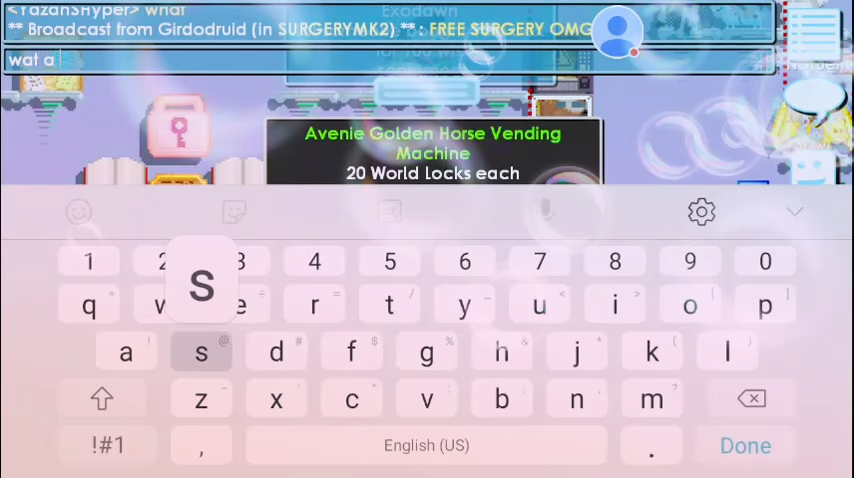 <YazanSHyper> what
Exodown
** Broadcast from Girdodruid (in SURGERYMK2) ** : FREE SURGERY OMG
wat a
Avenie Golden Horse Vending
Machine
20 World Locks each
s
1 2 3 4 5 6 7 8 9 0
q w e r t y u i o p
a s d f g h j k l
z x c v b n m
!#1 , English (US) . Done